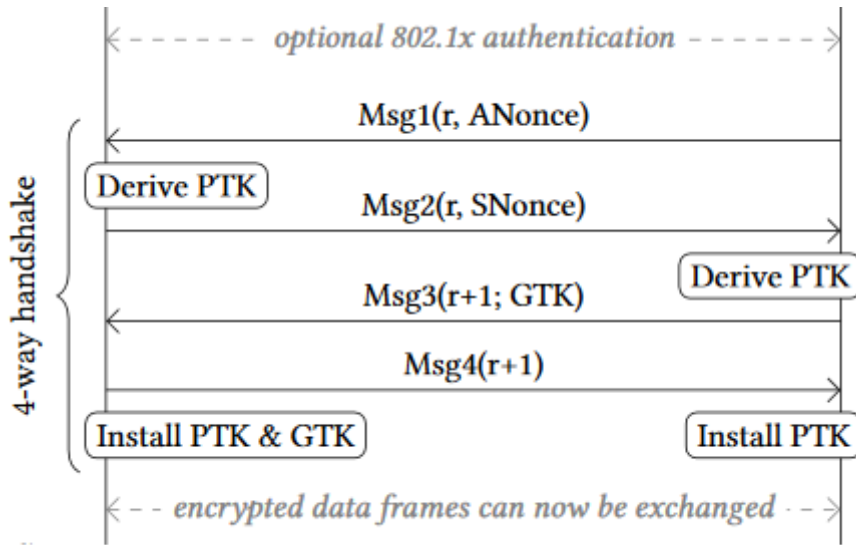 optional 802.1x authentication
Msg1(r, ANonce)
Derive PTK
Msg2(r, SNonce)
Derive PTK
Msg3(r+1; GTK)
Msg4(r+1)
Install PTK & GTK
Install PTK
encrypted data frames can now be exchanged
4-way handshake